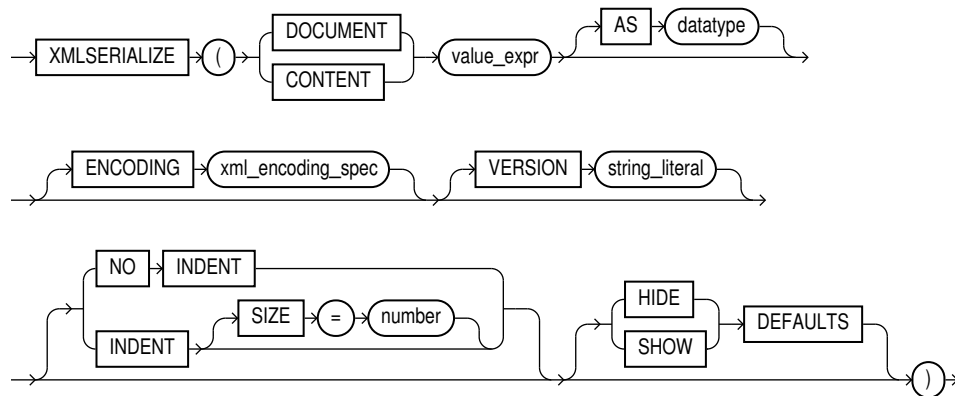 AS datatype
DOCUMENT
XMLSERIALIZE ( value_expr
CONTENT
ENCODING xml_encoding_spec VERSION string_literal
NO INDENT
SIZE = number
INDENT
HIDE
DEFAULTS
SHOW
)